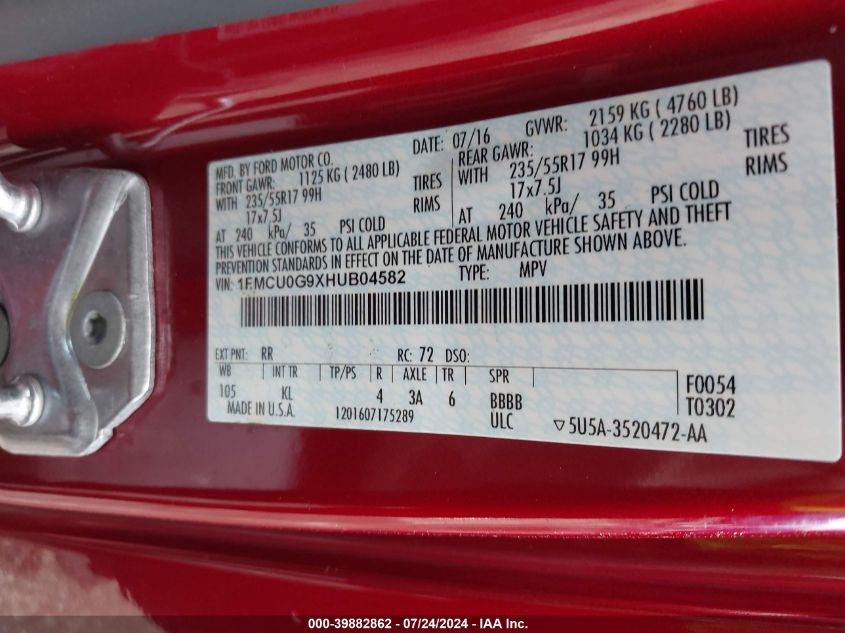 MFD. BY FORD MOTOR CO.
DATE: 07/16
GVWR: 2159 KG ( 4760 LB)
FRONT GAWR: 1125 KG ( 2480 LB)
REAR GAWR: 1034 KG ( 2280 LB)
WITH 235/55R17 99H TIRES
WITH 235/55R17 99H TIRES
17x7.5J RIMS
17x7.5J RIMS
AT 240 kPa/ 35 PSI COLD
AT 240 kPa/ 35 PSI COLD
THIS VEHICLE CONFORMS TO ALL APPLICABLE FEDERAL MOTOR VEHICLE SAFETY AND THEFT
PREVENTION STANDARDS IN EFFECT ON THE DATE OF MANUFACTURE SHOWN ABOVE.
VIN: 1FMCU0G9XHUB04582 TYPE: MPV
EXT PNT: RR RC: 72 DSO:
WB INT TR TP/PS R AXLE TR SPR
105 KL 4 3A 6 BBBB
F0054
T0302
MADE IN U.S.A. 1201607175289 ULC
▽5U5A-3520472-AA
000-39882862 - 07/24/2024 - IAA Inc.